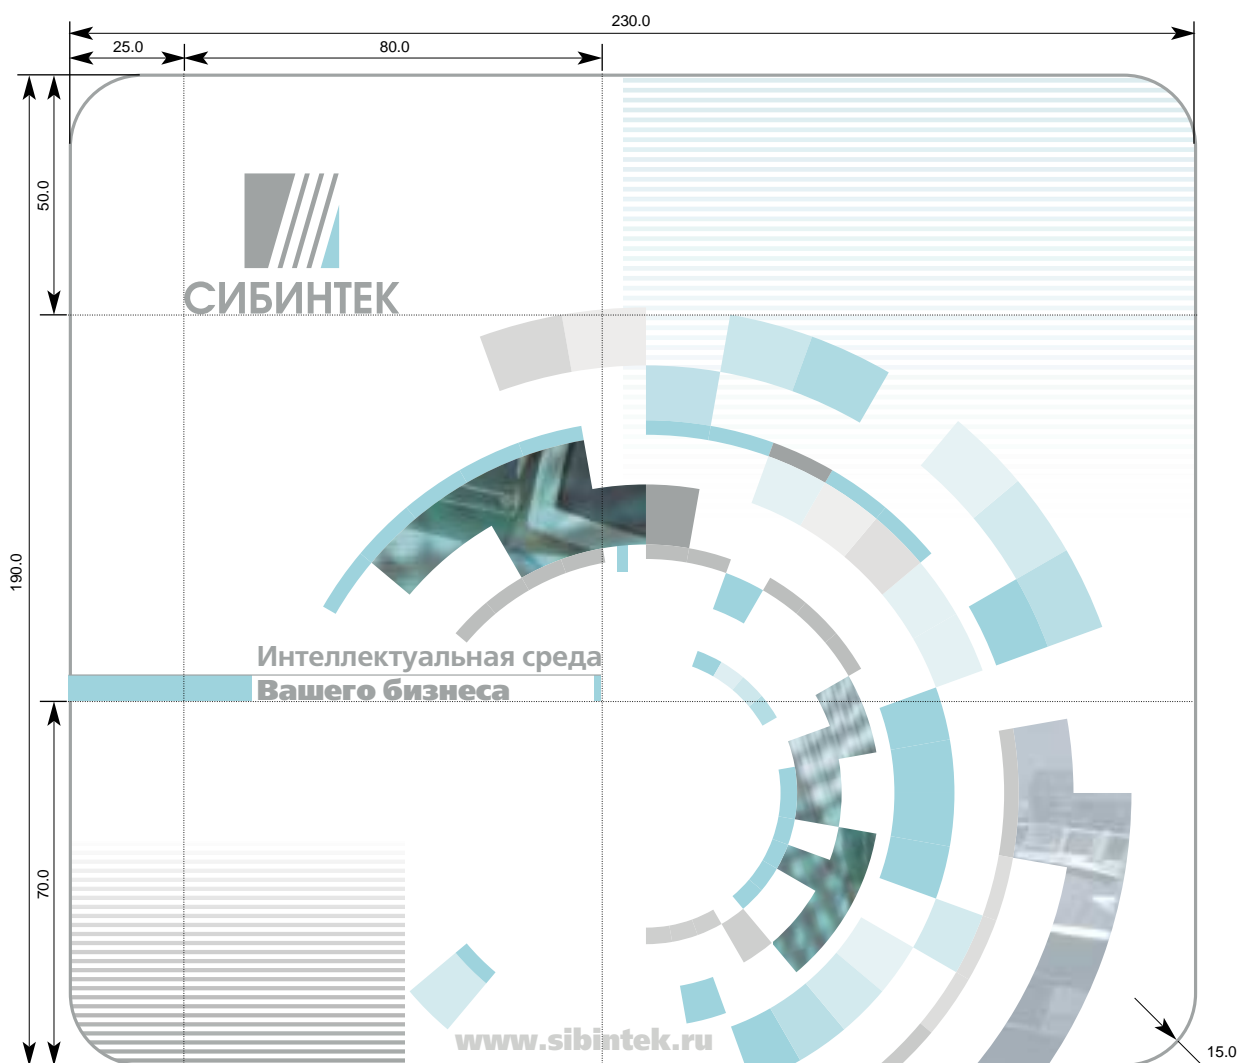 230.0
25.0
80.0
50.0
СИБИНТЕК
190.0
Интеллектуальная среда
Вашего бизнеса
70.0
www.sibintek.ru
15.0